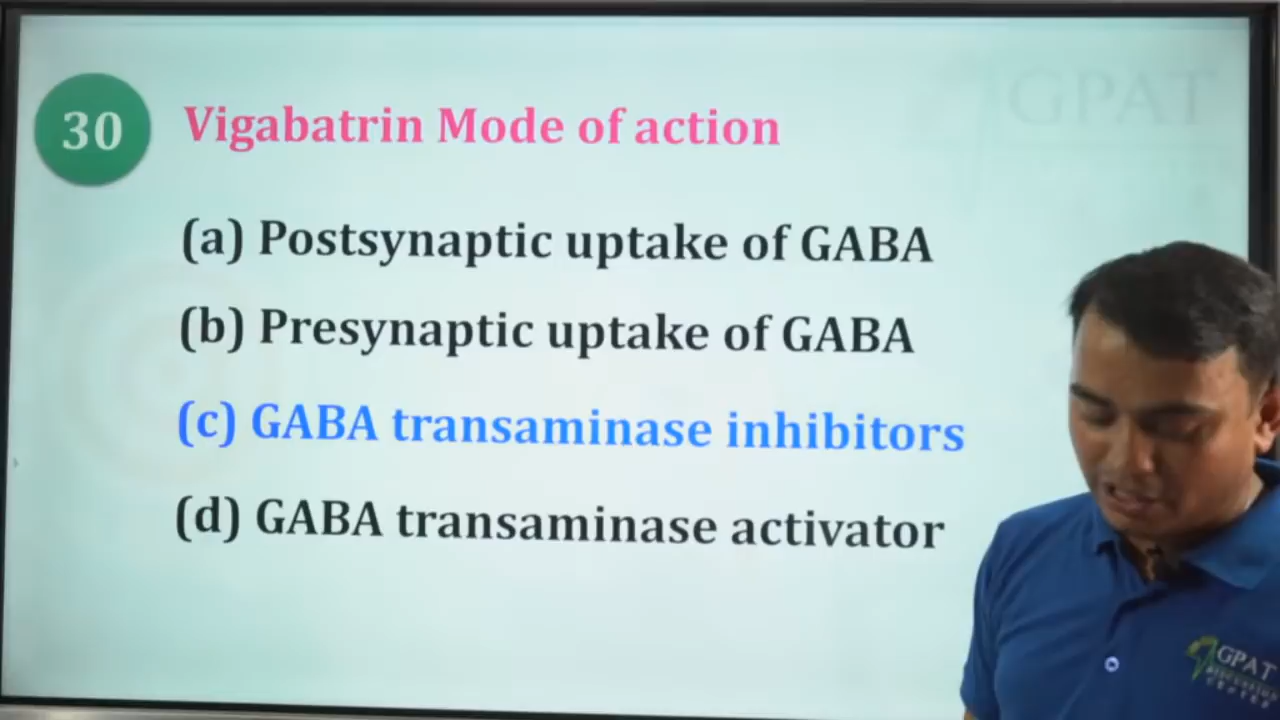 GPAT
30 Vigabatrin Mode of action
(a) Postsynaptic uptake of GABA
(b) Presynaptic uptake of GABA
(c) GABA transaminase inhibitors
(d) GABA transaminase activator
GPAT